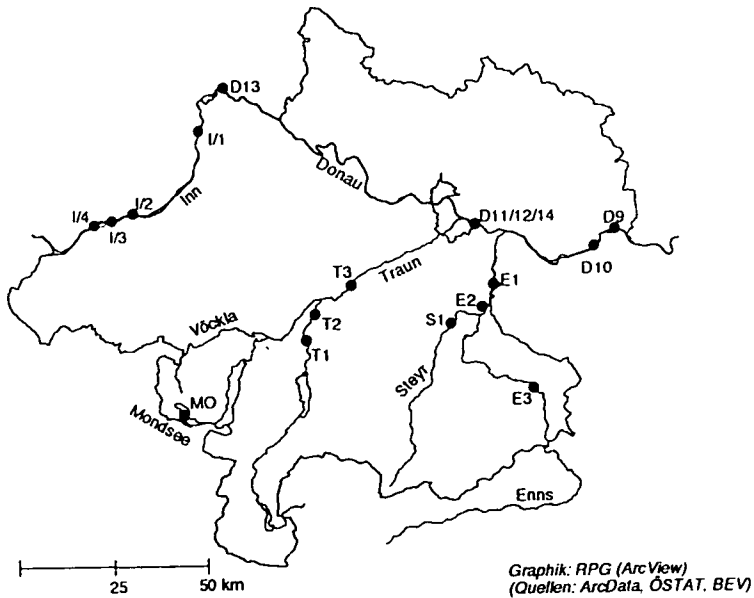 D13
I/1
Donau
Inn
I/2
I/4
I/3
D11/12/14
D9
D10
Traun
T3
E1
E2
S1
T2
Vöckla
T1
Steyr
E3
MO
Mondsee
Enns
25
50 km
Graphik: RPG (ArcView)
(Quellen: ArcData, ÖSTAT, BEV)